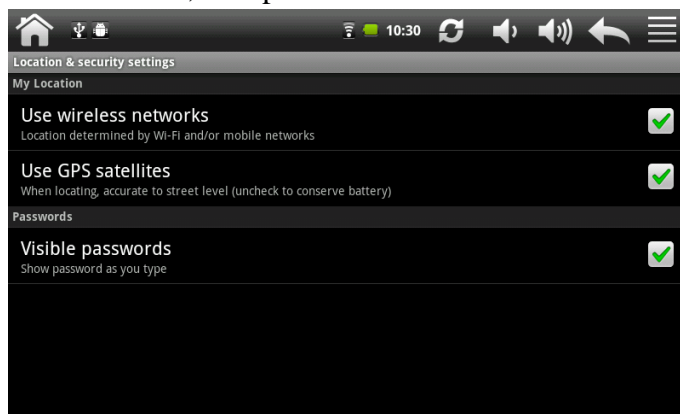 10:30
Location & security settings
My Location
Use wireless networks
Location determined by Wi-Fi and/or mobile networks
Use GPS satellites
When locating, accurate to street level (uncheck to conserve battery)
Passwords
Visible passwords
Show password as you type